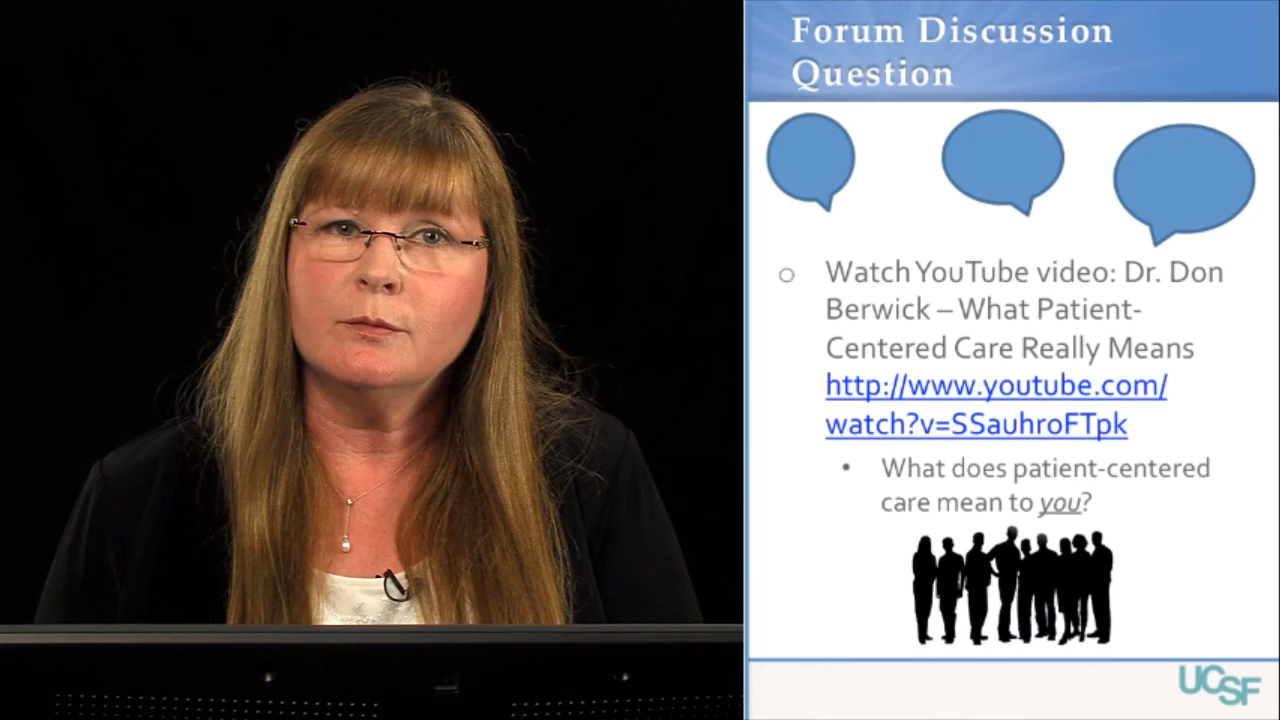 Forum Discussion
Question
○ Watch YouTube video: Dr. Don
Berwick – What Patient-
Centered Care Really Means
http://www.youtube.com/
watch?v=SSauhroFTpk
• What does patient-centered
care mean to you?
UCSF